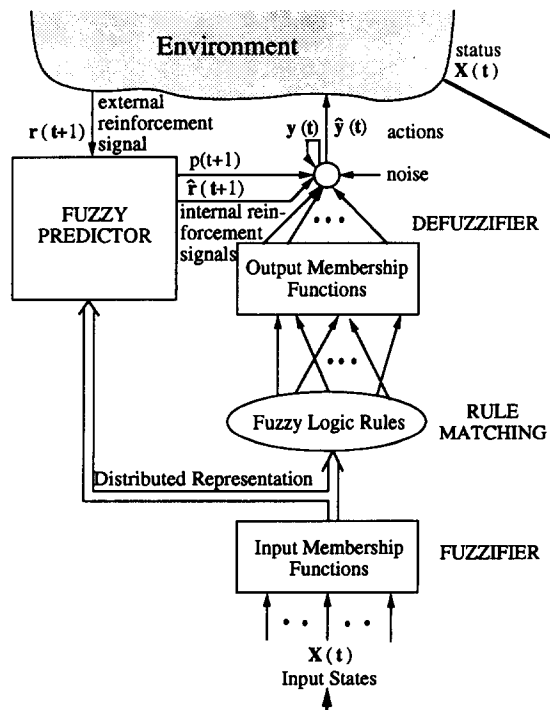 Environment
status
X(t)
external
reinforcement
signal
r(t+1)
y(t)
ŷ(t)
actions
p(t+1)
r̂(t+1)
noise
internal rein-
forcement
signals
FUZZY
PREDICTOR
• • •
DEFUZZIFIER
Output Membership
Functions
• • •
Fuzzy Logic Rules
RULE
MATCHING
Distributed Representation
Input Membership
Functions
FUZZIFIER
• • • •
X(t)
Input States